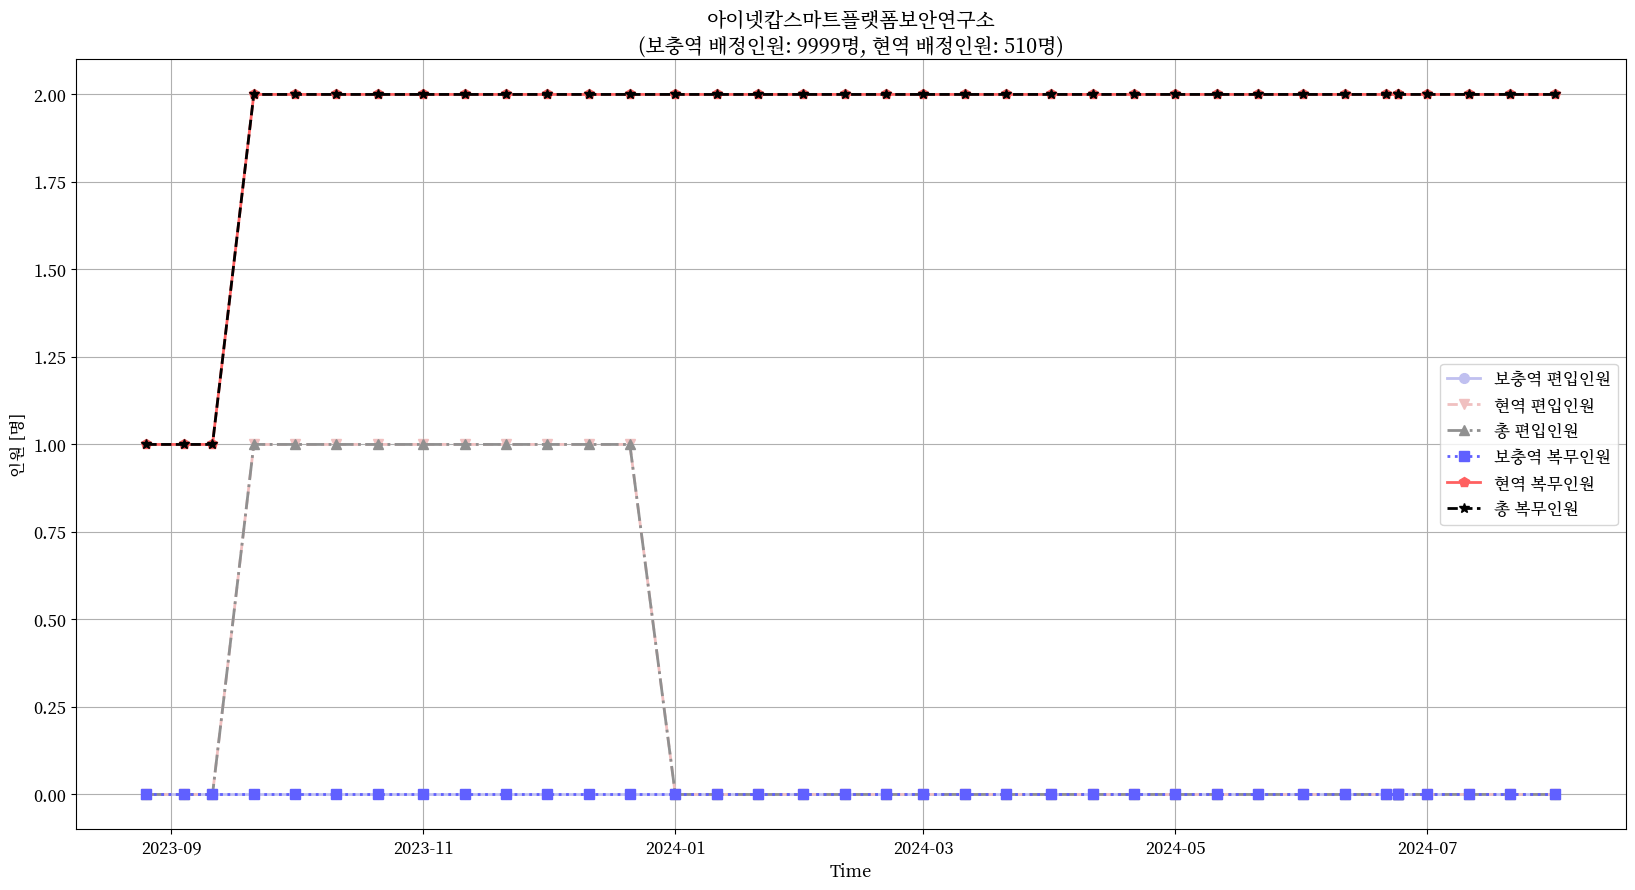 아이넷캅스마트플랫폼보안연구소
(보충역 배정인원: 9999명, 현역 배정인원: 510명)
2.00
1.75
1.50
1.25
1.00
0.75
0.50
0.25
0.00
인원 [명]
보충역 편입인원
현역 편입인원
총 편입인원
보충역 복무인원
현역 복무인원
총 복무인원
2023-09 2023-11 2024-01 2024-03 2024-05 2024-07
Time